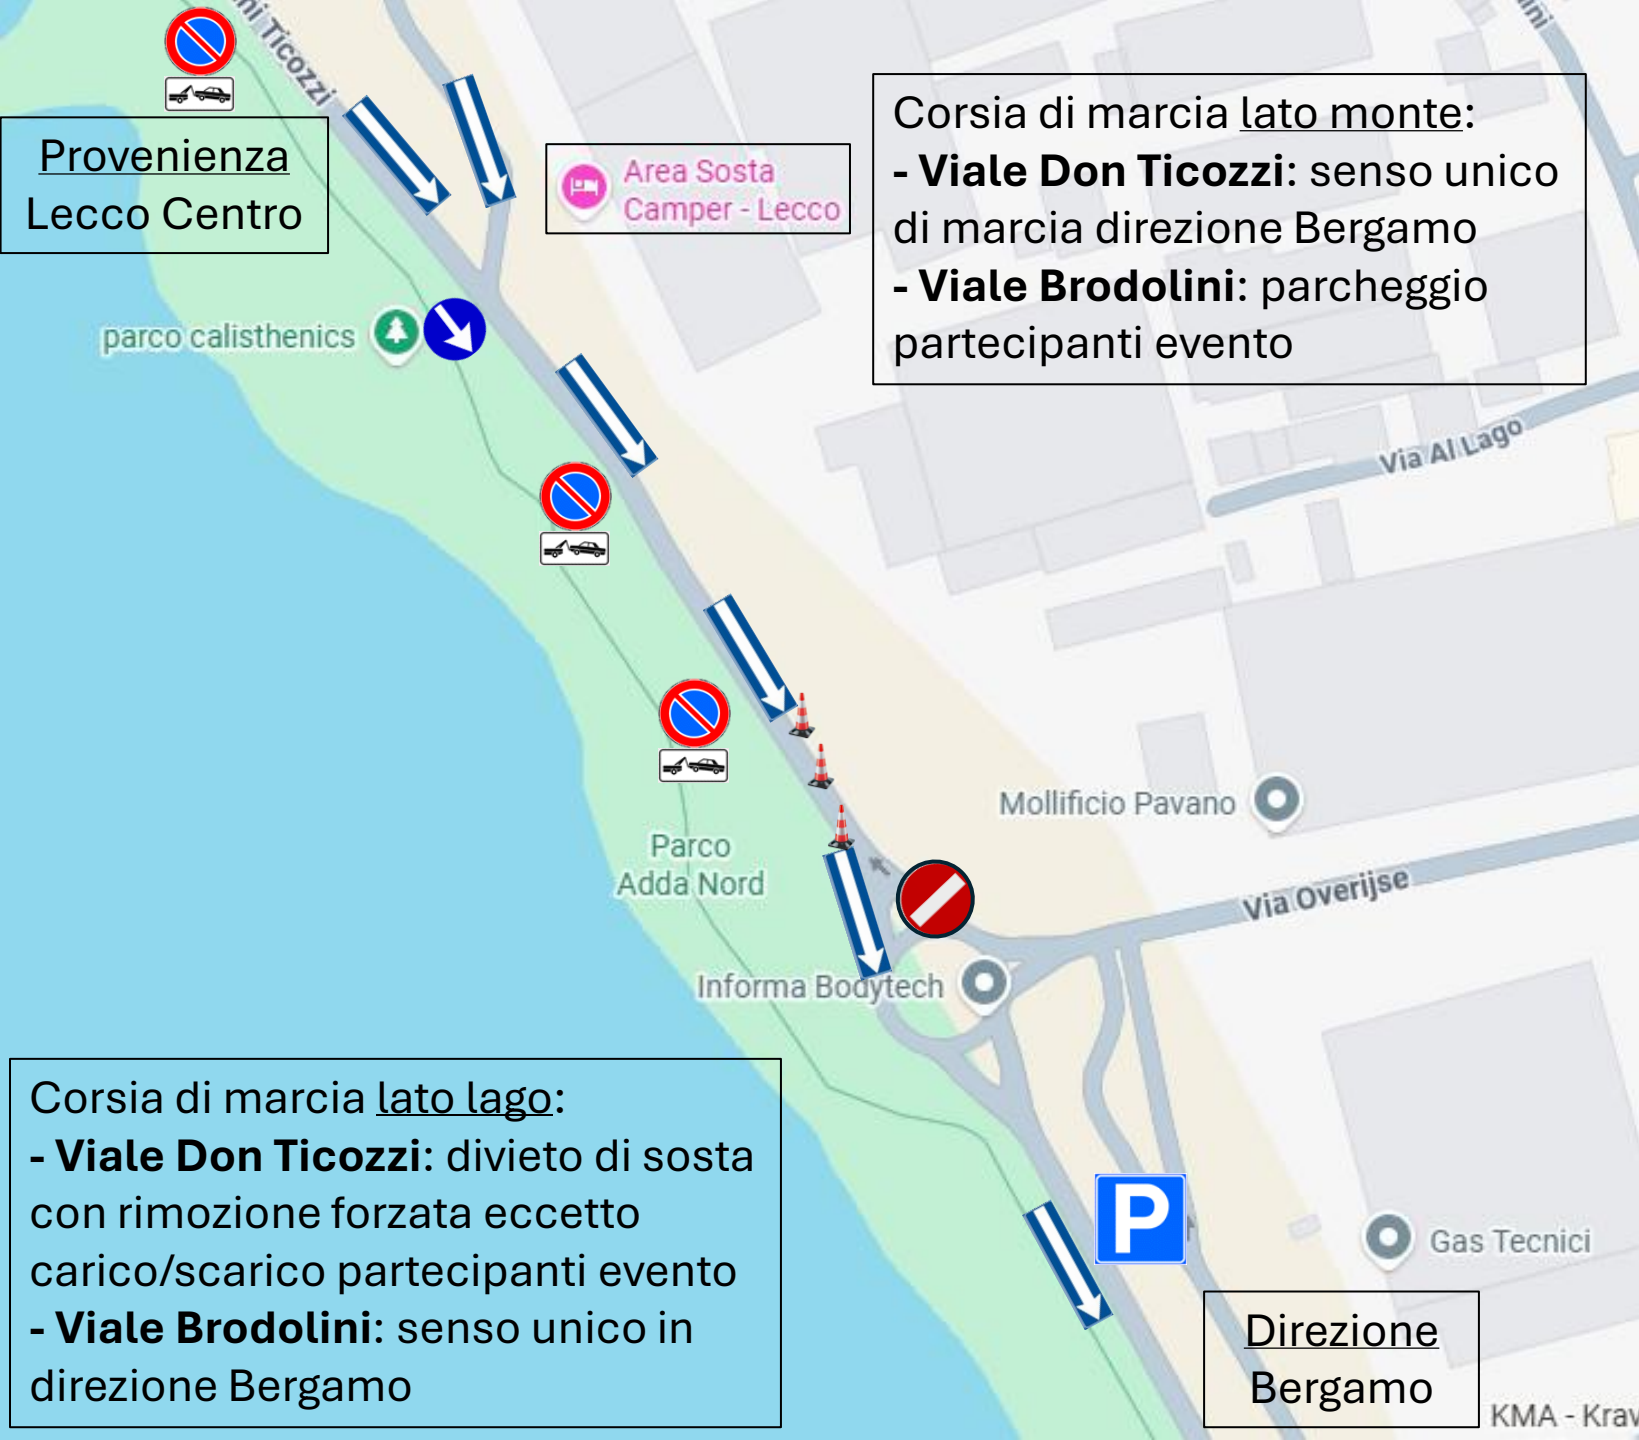 Ticozzi
Provenienza
Lecco Centro
Area Sosta
Camper - Lecco
Corsia di marcia lato monte:
- Viale Don Ticozzi: senso unico
di marcia direzione Bergamo
- Viale Brodolini: parcheggio
partecipanti evento
parco calisthenics
Via Al Lago
Mollificio Pavano
Parco
Adda Nord
Via Overijse
Informa Bodytech
Corsia di marcia lato lago:
- Viale Don Ticozzi: divieto di sosta
con rimozione forzata eccetto
carico/scarico partecipanti evento
- Viale Brodolini: senso unico in
direzione Bergamo
P
Gas Tecnici
Direzione
Bergamo
KMA - Krav